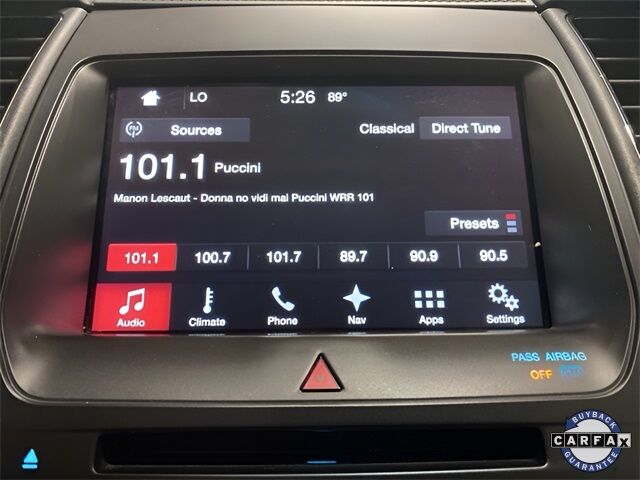 LO 5:26 89°
FM Sources Classical Direct Tune
101.1 Puccini
Manon Lescaut - Donna no vidi mai Puccini WRR 101
Presets
101.1 100.7 101.7 89.7 90.9 90.5
Audio Climate Phone Nav Apps Settings
PASS AIRBAG
OFF
BUYBACK
CARFAX
GUARANTEE